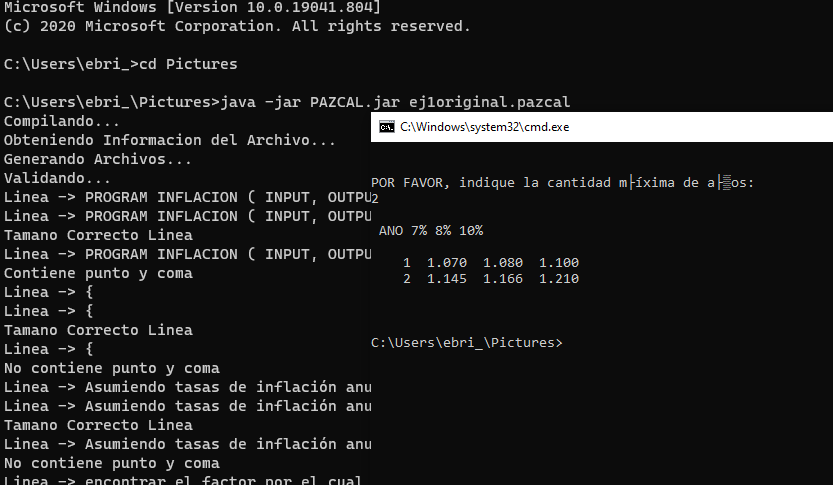 Microsoft Windows [Version 10.0.19041.804]
(c) 2020 Microsoft Corporation. All rights reserved.
C:\Users\ebri_>cd Pictures
C:\Users\ebri_\Pictures>java -jar PAZCAL.jar ej1original.pazcal
Compilando...
Obteniendo Informacion del Archivo...
Generando Archivos...
Validando...
Linea -> PROGRAM INFLACION ( INPUT, OUTPU
Linea -> PROGRAM INFLACION ( INPUT, OUTPU
Tamano Correcto Linea
Linea -> PROGRAM INFLACION ( INPUT, OUTPU
Contiene punto y coma
Linea -> {
Linea -> {
Tamano Correcto Linea
Linea -> {
No contiene punto y coma
Linea -> Asumiendo tasas de inflación anu
Linea -> Asumiendo tasas de inflación anu
Tamano Correcto Linea
Linea -> Asumiendo tasas de inflación anu
No contiene punto y coma
Linea -> encontrar el factor por el cual
C:\Windows\system32\cmd.exe
POR FAVOR, indique la cantidad m├íxima de a├▒os:
2
ANO 7% 8% 10%
1 1.070 1.080 1.100
2 1.145 1.166 1.210
C:\Users\ebri_\Pictures>